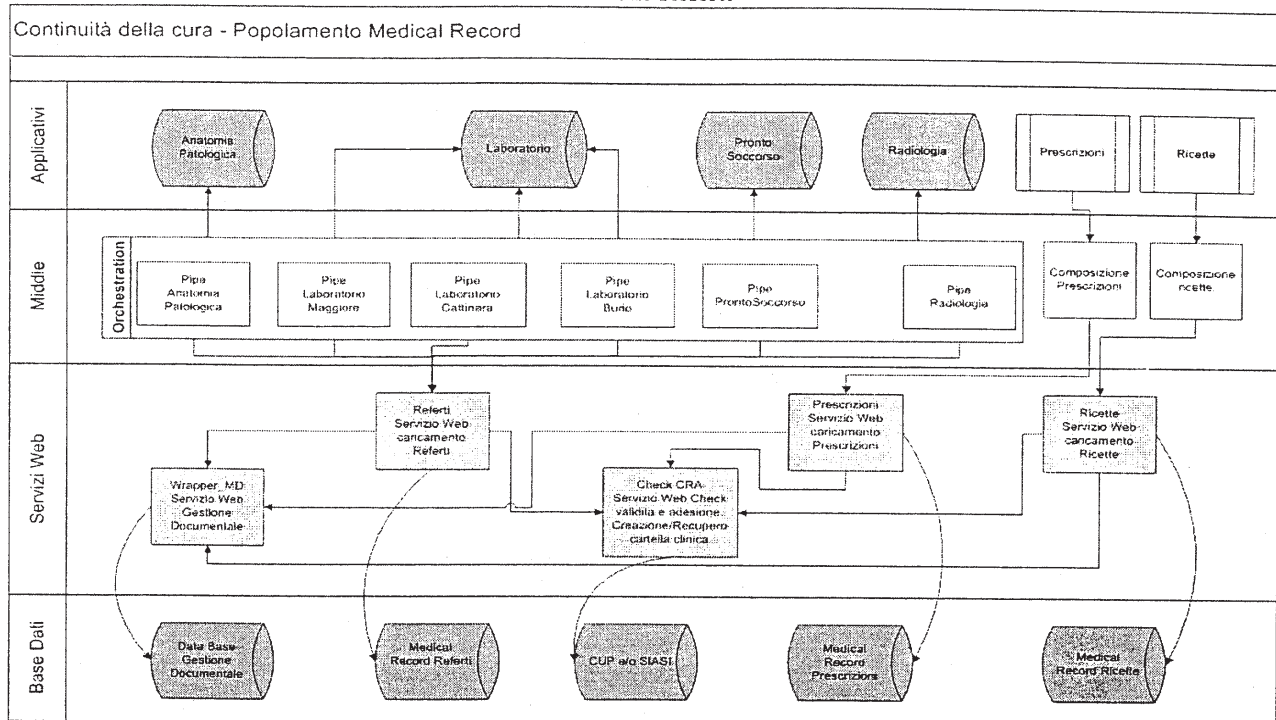 Continuità della cura - Popolamento Medical Record
Applicativi
Anatomia
Patologica
Laboratorio
Pronto
Soccorso
Radiologia
Prescrizioni
Ricette
Middle
Orchestration
Pipe
Anatomia
Patologica
Pipe
Laboratorio
Maggiore
Pipe
Laboratorio
Cattinara
Pipe
Laboratorio
Burlo
Pipe
ProntoSoccorso
Pipe
Radiologia
Composizione
Prescrizioni
Composizione
ricette
Servizi Web
Referti
Servizio Web
caricamento
Referti
Prescrizioni
Servizio Web
caricamento
Prescrizioni
Ricette
Servizio Web
caricamento
Ricette
Wrapper_MD
Servizio Web
Gestione
Documentale
Check CRA
Servizio Web Check
validita e adesione.
Creazione/Recupero
cartella clinica
Base Dati
Data Base
Gestione
Documentale
Medical
Record Referti
CUP e/o SIASI
Medical
Record
Prescrizioni
Medical
Record Ricette